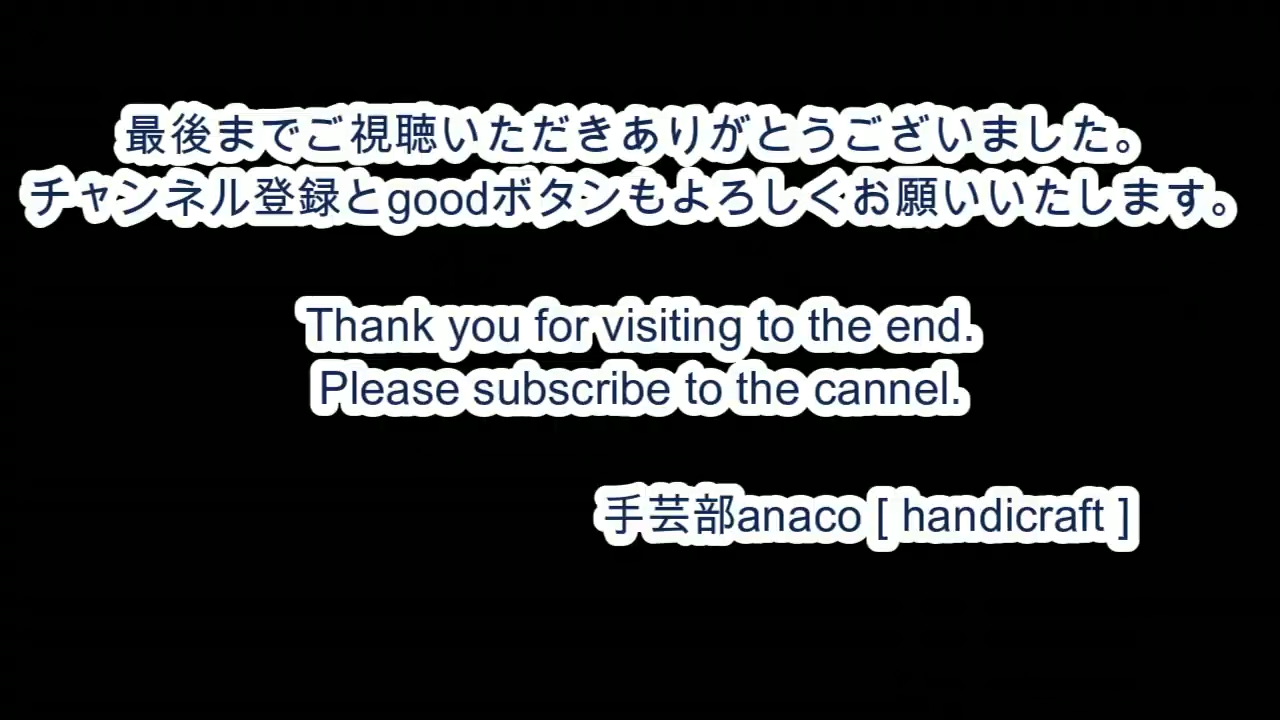 最後までご視聴いただきありがとうございました。
チャンネル登録とgoodボタンもよろしくお願いいたします。
Thank you for visiting to the end.
Please subscribe to the cannel.
手芸部anaco [ handicraft ]